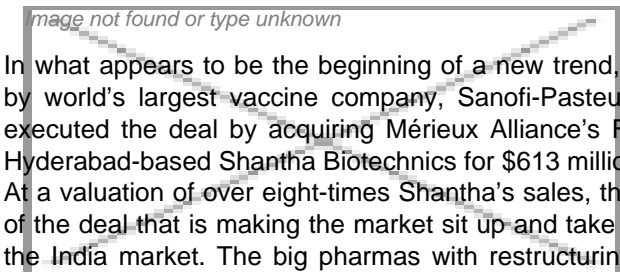 Image not found or type unknown
In what appears to be the beginning of a new trend,
by world's largest vaccine company, Sanofi-Pasteu
executed the deal by acquiring Mérieux Alliance's
Hyderabad-based Shantha Biotechnics for $613 millio
At a valuation of over eight-times Shantha's sales, th
of the deal that is making the market sit up and take
the India market. The big pharmas with restructurin